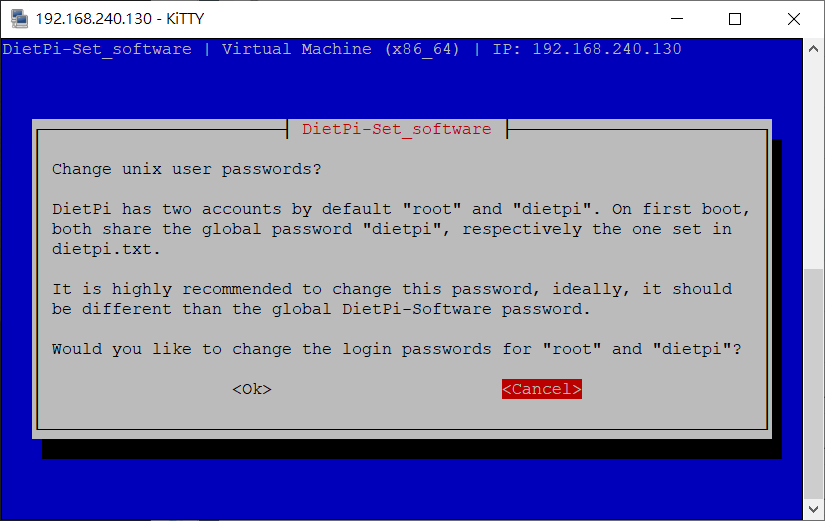 192.168.240.130 - KiTTY
DietPi-Set_software | Virtual Machine (x86_64) | IP: 192.168.240.130
DietPi-Set_software
Change unix user passwords?
DietPi has two accounts by default "root" and "dietpi". On first boot,
both share the global password "dietpi", respectively the one set in
dietpi.txt.
It is highly recommended to change this password, ideally, it should
be different than the global DietPi-Software password.
Would you like to change the login passwords for "root" and "dietpi"?
<Ok> <Cancel>